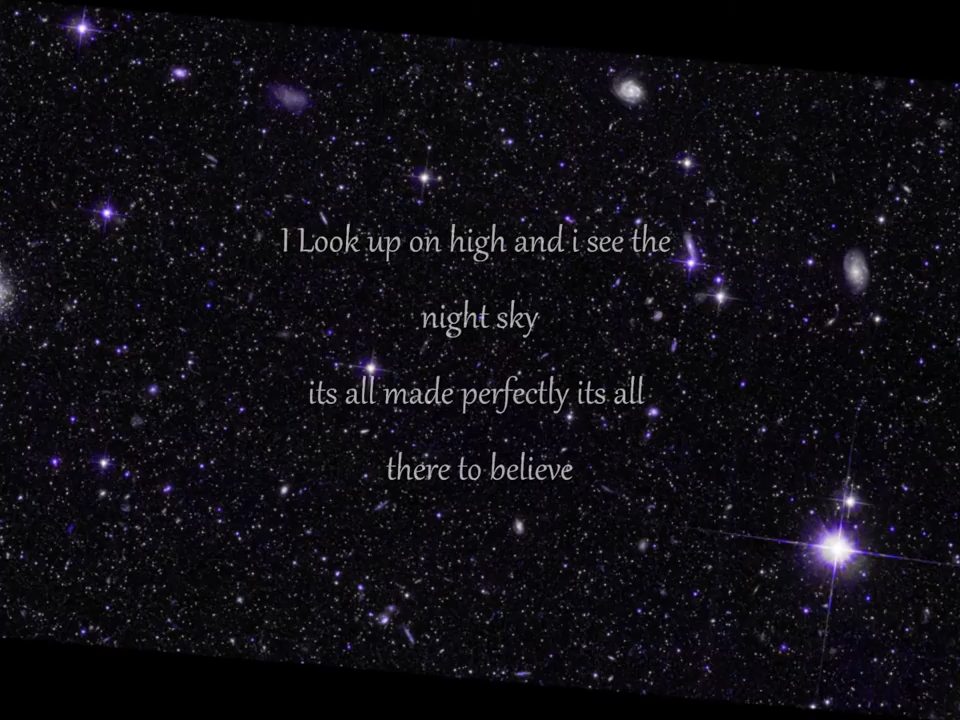 I Look up on high and i see the
night sky
its all made perfectly its all
there to believe